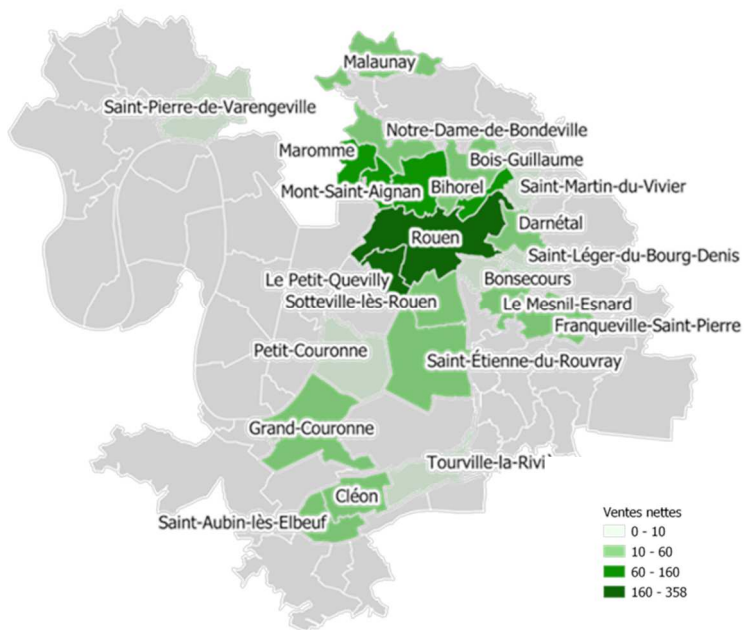 Malaunay
Saint-Pierre-de-Varengeville
Notre-Dame-de-Bondeville
Maromme
Bois-Guillaume
Mont-Saint-Aignan
Bihorel
Saint-Martin-du-Vivier
Darnétal
Rouen
Saint-Léger-du-Bourg-Denis
Le Petit-Quevilly
Bonsecours
Sotteville-lès-Rouen
Le Mesnil-Esnard
Franqueville-Saint-Pierre
Petit-Couronne
Saint-Étienne-du-Rouvray
Grand-Couronne
Tourville-la-Rivi`
Cléon
Saint-Aubin-lès-Elbeuf
Ventes nettes
0 - 10
10 - 60
60 - 160
160 - 358